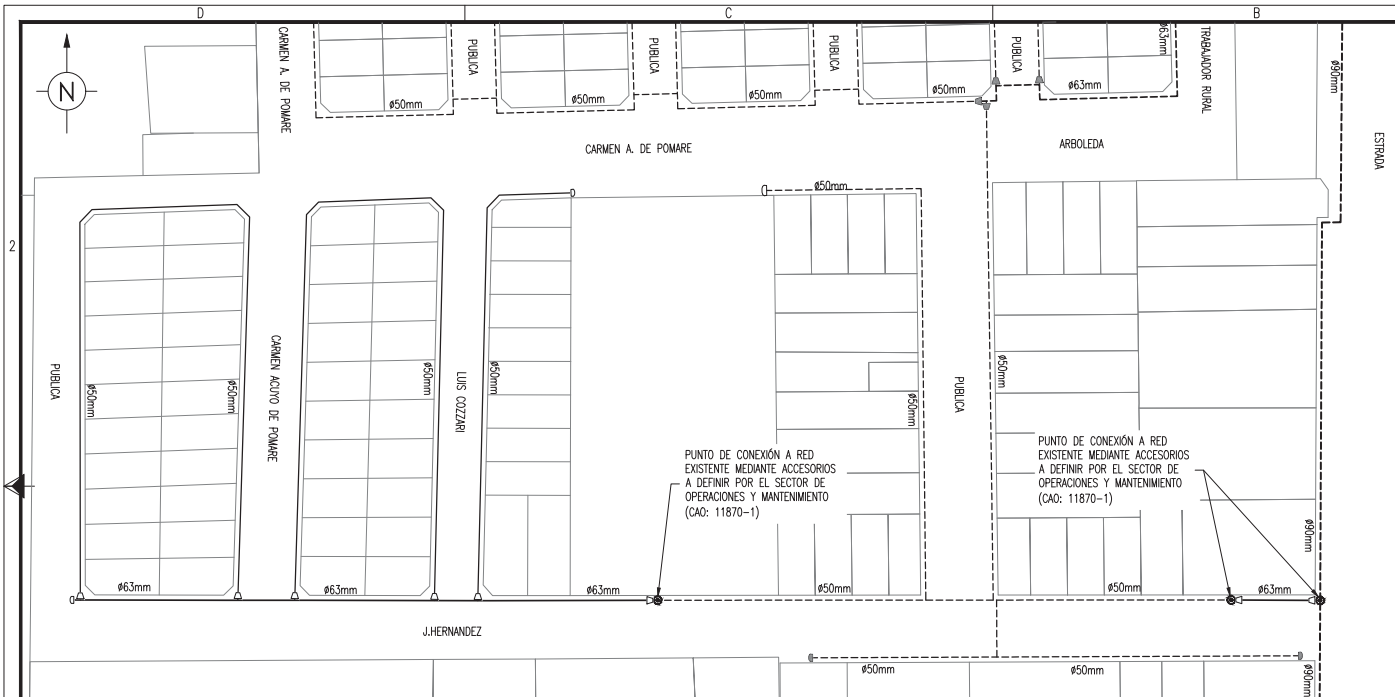 D
C
B
2
N
CARMEN A. DE POMARE
PUBLICA
PUBLICA
PUBLICA
PUBLICA
ø63mm
TRABAJADOR RURAL
ø90mm
ESTRADA
ø50mm
ø50mm
ø50mm
ø50mm
ø63mm
CARMEN A. DE POMARE
ARBOLEDA
ø50mm
PUBLICA
ø50mm
ø50mm
CARMEN ACUYO DE POMARE
ø50mm
LUIS COZZARI
ø50mm
ø50mm
PUBLICA
ø50mm
PUNTO DE CONEXIÓN A RED
EXISTENTE MEDIANTE ACCESORIOS
A DEFINIR POR EL SECTOR DE
OPERACIONES Y MANTENIMIENTO
(CAO: 11870-1)
PUNTO DE CONEXIÓN A RED
EXISTENTE MEDIANTE ACCESORIOS
A DEFINIR POR EL SECTOR DE
OPERACIONES Y MANTENIMIENTO
(CAO: 11870-1)
ø90mm
ø63mm
ø63mm
ø63mm
ø50mm
ø50mm
ø63mm
J.HERNANDEZ
ø50mm
ø50mm
ø90mm